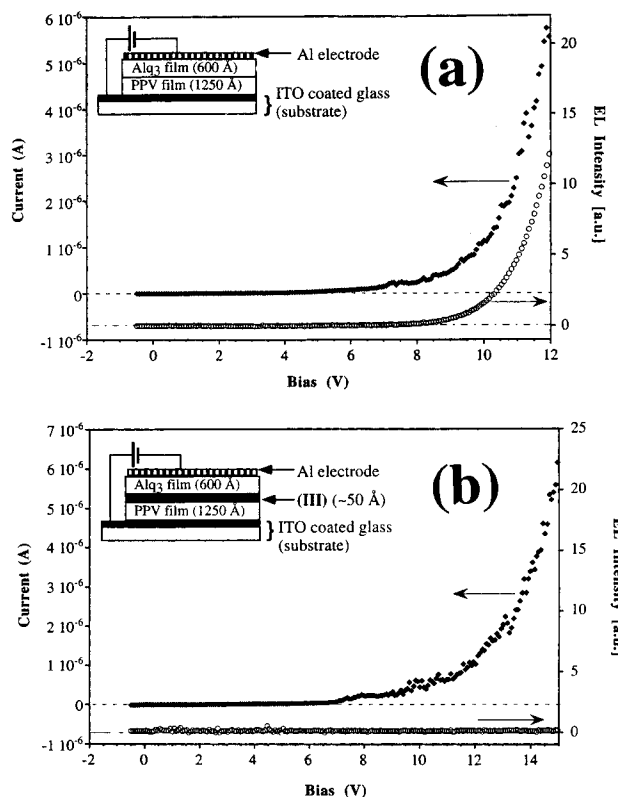 6 10⁻⁶
5 10⁻⁶
4 10⁻⁶
3 10⁻⁶
2 10⁻⁶
1 10⁻⁶
0
-1 10⁻⁶
Current (A)
Al electrode
Alq₃ film (600 Å)
PPV film (1250 Å)
ITO coated glass
(substrate)
(a)
20
15
10
5
0
EL Intensity [a.u.]
-2 0 2 4 6 8 10 12
Bias (V)
7 10⁻⁶
6 10⁻⁶
5 10⁻⁶
4 10⁻⁶
3 10⁻⁶
2 10⁻⁶
1 10⁻⁶
0
-1 10⁻⁶
Current (A)
Al electrode
Alq₃ film (600 Å)
(III) (~50 Å)
PPV film (1250 Å)
ITO coated glass
(substrate)
(b)
25
20
15
10
5
0
EL Intensity [a.u.]
-2 0 2 4 6 8 10 12 14
Bias (V)